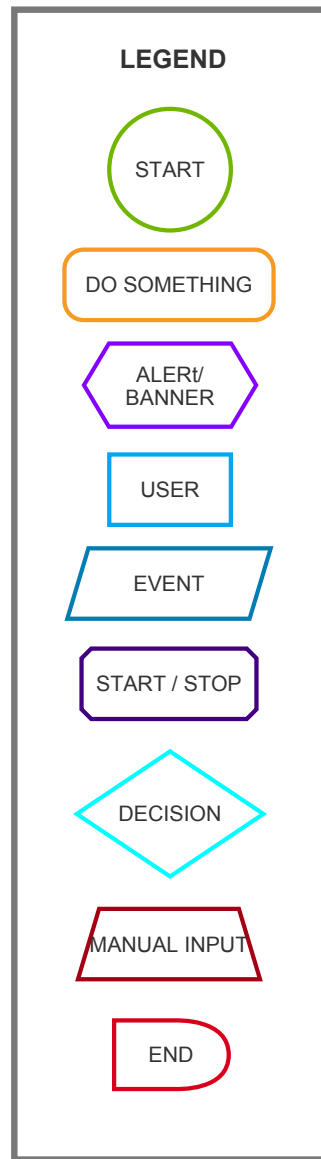 LEGEND
START
DO SOMETHING
ALERt/
BANNER
USER
EVENT
START / STOP
DECISION
MANUAL INPUT
END